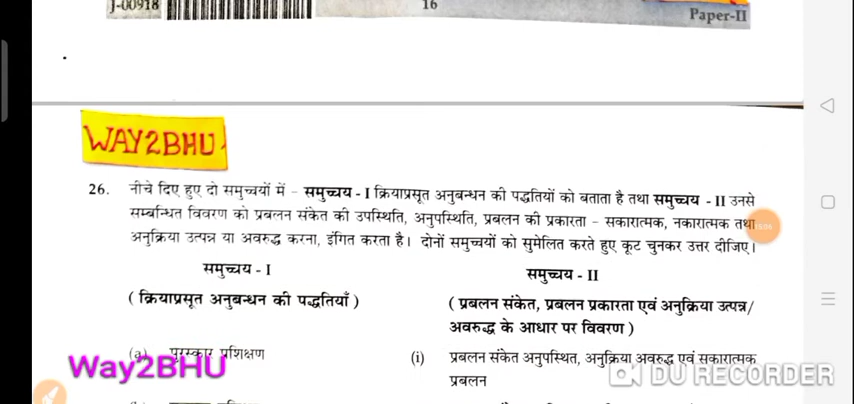 J-00918
16
Paper-II
WAY2BHU
26. नीचे दिए हुए दो समुच्चयों में - समुच्चय - I क्रियाप्रसूत अनुबन्धन की पद्धतियों को बताता है तथा समुच्चय - II उनसे
सम्बन्धित विवरण को प्रबलन संकेत की उपस्थिति, अनुपस्थिति, प्रबलन की प्रकारता - सकारात्मक, नकारात्मक तथा
अनुक्रिया उत्पन्न या अवरुद्ध करना, इंगित करता है। दोनों समुच्चयों को सुमेलित करते हुए कूट चुनकर उत्तर दीजिए।
समुच्चय - I
समुच्चय - II
( क्रियाप्रसूत अनुबन्धन की पद्धतियाँ )
( प्रबलन संकेत, प्रबलन प्रकारता एवं अनुक्रिया उत्पन्न/
अवरुद्ध के आधार पर विवरण )
(a) पुरस्कार प्रशिक्षण
(i) प्रबलन संकेत अनुपस्थित, अनुक्रिया अवरुद्ध एवं सकारात्मक
प्रबलन
Way2BHU
DU RECORDER